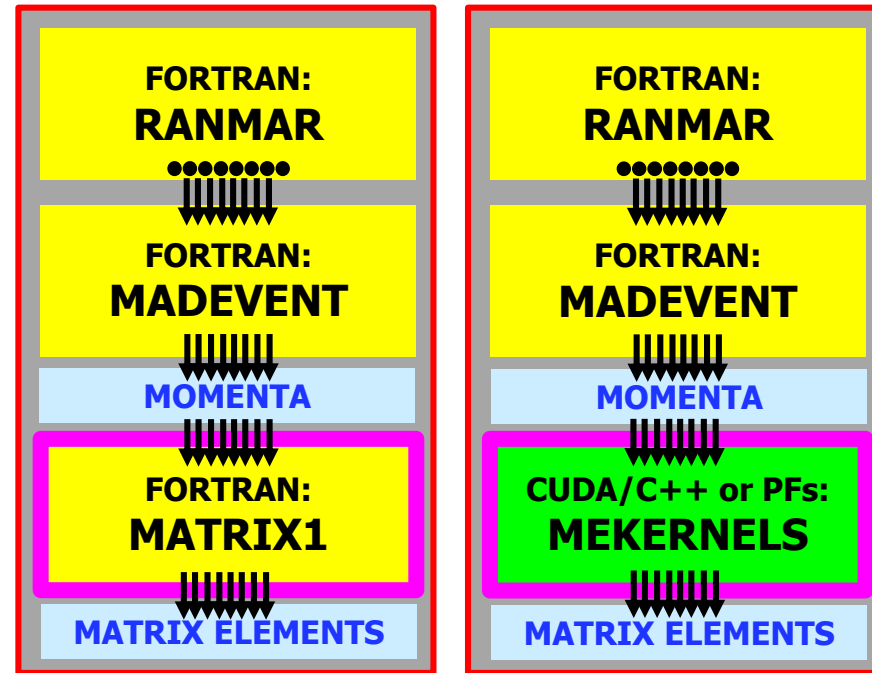 FORTRAN:
RANMAR
FORTRAN:
MADEVENT
MOMENTA
FORTRAN:
MATRIX1
MATRIX ELEMENTS
FORTRAN:
RANMAR
FORTRAN:
MADEVENT
MOMENTA
CUDA/C++ or PFs:
MEKERNELS
MATRIX ELEMENTS